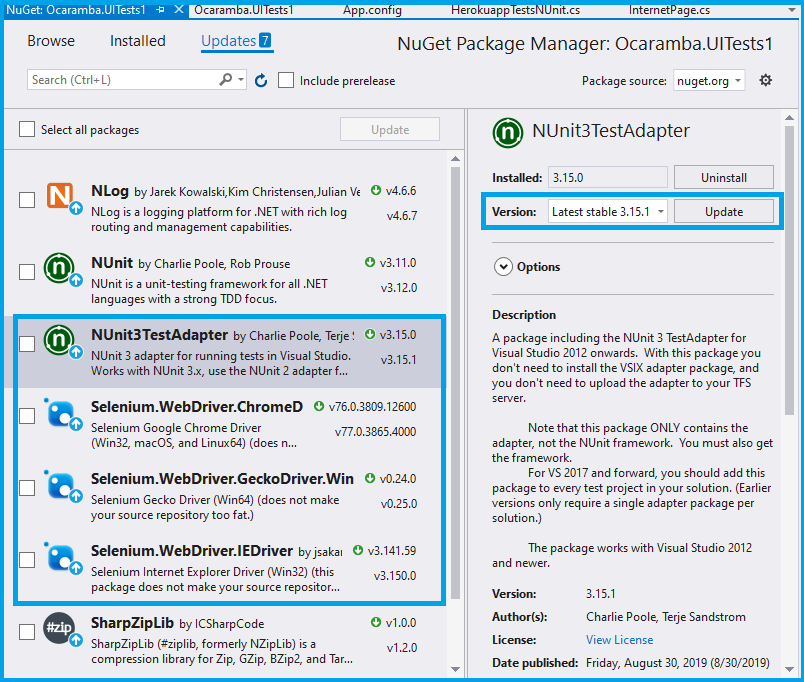 NuGet: Ocaramba.UITests1
Ocaramba.UITests1
App.config
HerokuappTestsNUnit.cs
InternetPage.cs
Browse
Installed
Updates 7
NuGet Package Manager: Ocaramba.UITests1
Search (Ctrl+L)
Include prerelease
Package source: nuget.org
Select all packages
Update
NLog by Jarek Kowalski,Kim Christensen,Julian Ve
v4.6.6
NLog is a logging platform for .NET with rich log
routing and management capabilities.
v4.6.7
NUnit by Charlie Poole, Rob Prouse
v3.11.0
NUnit is a unit-testing framework for all .NET
languages with a strong TDD focus.
v3.12.0
NUnit3TestAdapter by Charlie Poole, Terje S
v3.15.0
NUnit 3 adapter for running tests in Visual Studio.
Works with NUnit 3.x, use the NUnit 2 adapter f...
v3.15.1
Selenium.WebDriver.ChromeD
v76.0.3809.12600
Selenium Google Chrome Driver
(Win32, macOS, and Linux64) (does n...
v77.0.3865.4000
Selenium.WebDriver.GeckoDriver.Win
v0.24.0
Selenium Gecko Driver (Win64) (does not make
your source repository too fat.)
v0.25.0
Selenium.WebDriver.IEDriver by jsakar
v3.141.59
Selenium Internet Explorer Driver (Win32) (this
package does not make your source repositor...
v3.150.0
#zip
SharpZipLib by ICSharpCode
v1.0.0
SharpZipLib (#ziplib, formerly NZipLib) is a
compression library for Zip, GZip, BZip2, and Tar...
v1.2.0
NUnit3TestAdapter
Installed: 3.15.0
Uninstall
Version: Latest stable 3.15.1
Update
Options
Description
A package including the NUnit 3 TestAdapter for
Visual Studio 2012 onwards. With this package you
don't need to install the VSIX adapter package, and
you don't need to upload the adapter to your TFS
server.
Note that this package ONLY contains the
adapter, not the NUnit framework. You must also get
the framework.
For VS 2017 and forward, you should add this
package to every test project in your solution. (Earlier
versions only require a single adapter package per
solution.)
The package works with Visual Studio 2012
and newer.
Version: 3.15.1
Author(s): Charlie Poole, Terje Sandstrom
License: View License
Date published: Friday, August 30, 2019 (8/30/2019)